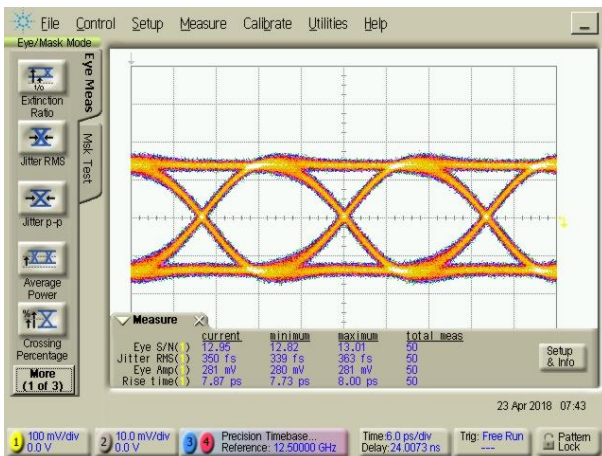 File Control Setup Measure Calibrate Utilities Help
Eye/Mask Mode
Eye Meas
Msk Test
Extinction
Ratio
Jitter RMS
Jitter p-p
Average
Power
Crossing
Percentage
More
(1 of 3)
Measure
current minimum maximum total meas
Eye S/N( ) 12.95 12.82 13.01 50
Jitter RMS( ) 350 fs 339 fs 363 fs 50
Eye Amp( ) 281 mV 280 mV 281 mV 50
Rise time( ) 7.87 ps 7.73 ps 8.00 ps 50
Setup
& Info
23 Apr 2018 07:43
1 100 mV/div
0.0 V
2 10.0 mV/div
0.0 V
3 4 Precision Timebase...
Reference: 12.50000 GHz
Time:6.0 ps/div
Delay:24.0073 ns
Trig: Free Run
---
Pattern
Lock